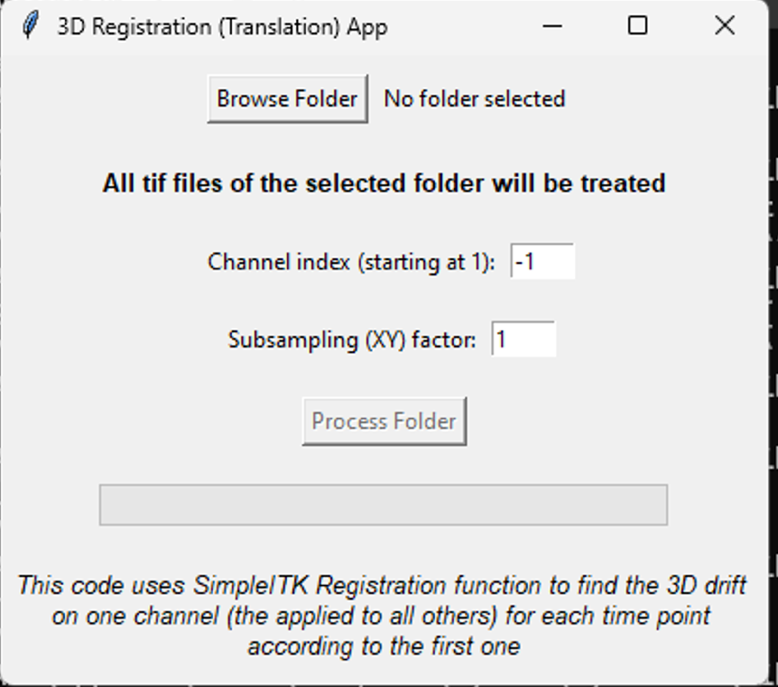 3D Registration (Translation) App
Browse Folder No folder selected
All tif files of the selected folder will be treated
Channel index (starting at 1): -1
Subsampling (XY) factor: 1
Process Folder
This code uses SimpleITK Registration function to find the 3D drift
on one channel (the applied to all others) for each time point
according to the first one